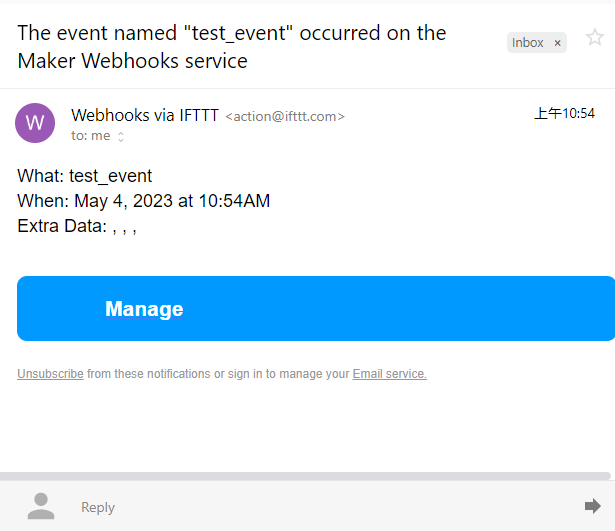 The event named "test_event" occurred on the
Maker Webhooks service
Inbox ×
W
Webhooks via IFTTT <action@ifttt.com>
上午10:54
to: me
What: test_event
When: May 4, 2023 at 10:54AM
Extra Data: , , ,
Manage
Unsubscribe from these notifications or sign in to manage your Email service.
Reply